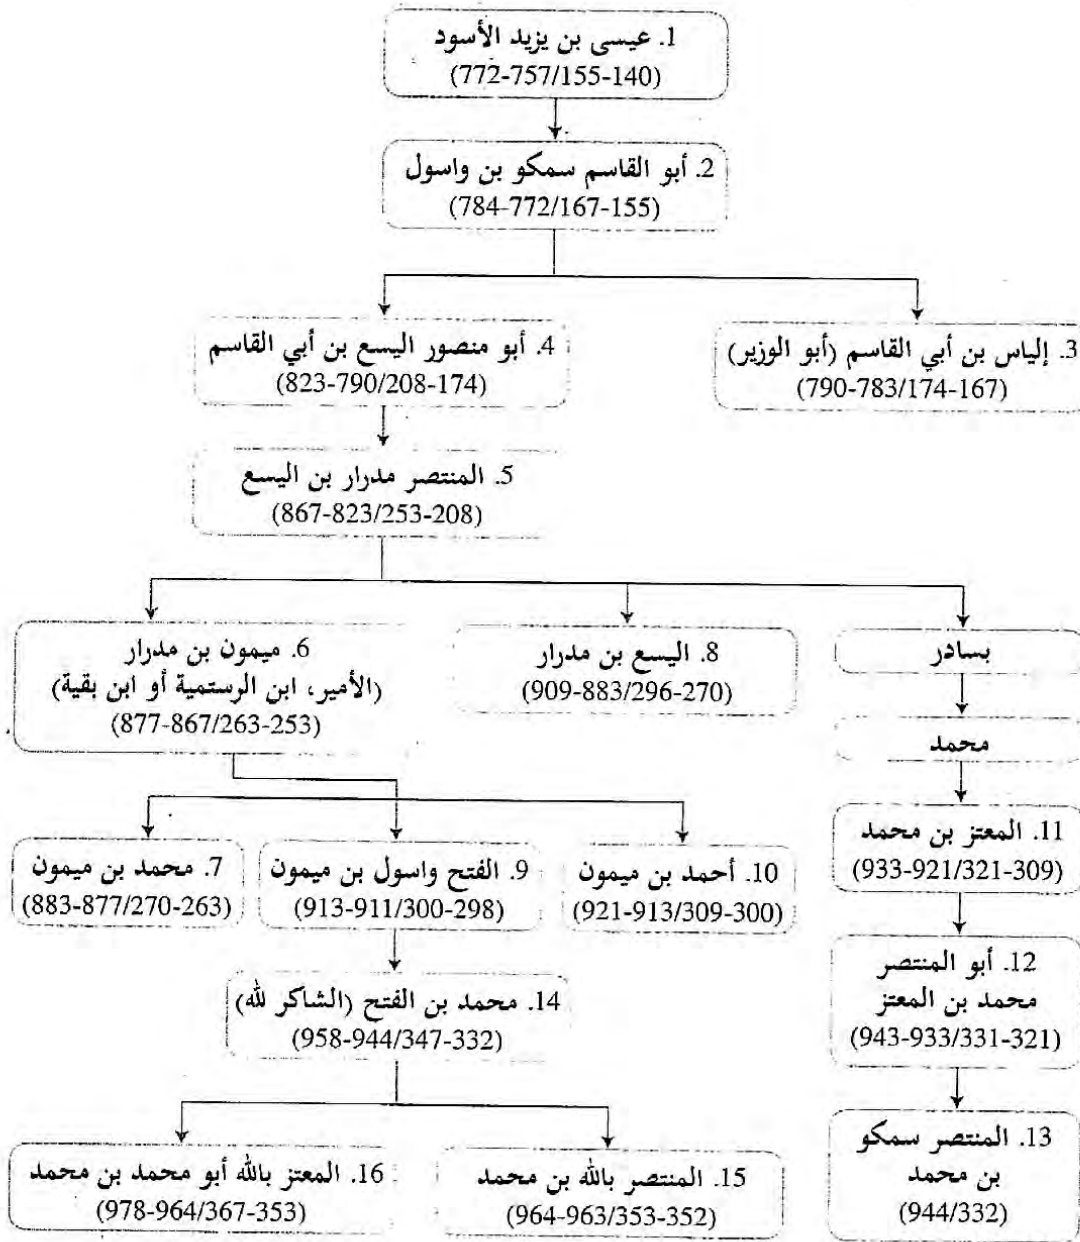 1. عيسى بن يزيد الأسود
(772-757/155-140)
2. أبو القاسم سمكو بن واسول
(784-772/167-155)
3. إلياس بن أبي القاسم (أبو الوزير)
(790-783/174-167)
4. أبو منصور اليسع بن أبي القاسم
(823-790/208-174)
5. المنتصر مدرار بن اليسع
(867-823/253-208)
بسادر
8. اليسع بن مدرار
(909-883/296-270)
6. ميمون بن مدرار
(الأمير، ابن الرستمية أو ابن بقية)
(877-867/263-253)
محمد
11. المعتز بن محمد
(933-921/321-309)
10. أحمد بن ميمون
(921-913/309-300)
9. الفتح واسول بن ميمون
(913-911/300-298)
7. محمد بن ميمون
(883-877/270-263)
12. أبو المنتصر
محمد بن المعتز
(943-933/331-321)
14. محمد بن الفتح (الشاكر لله)
(958-944/347-332)
13. المنتصر سمكو
بن محمد
(944/332)
15. المنتصر بالله بن محمد
(964-963/353-352)
16. المعتز بالله أبو محمد بن محمد
(978-964/367-353)